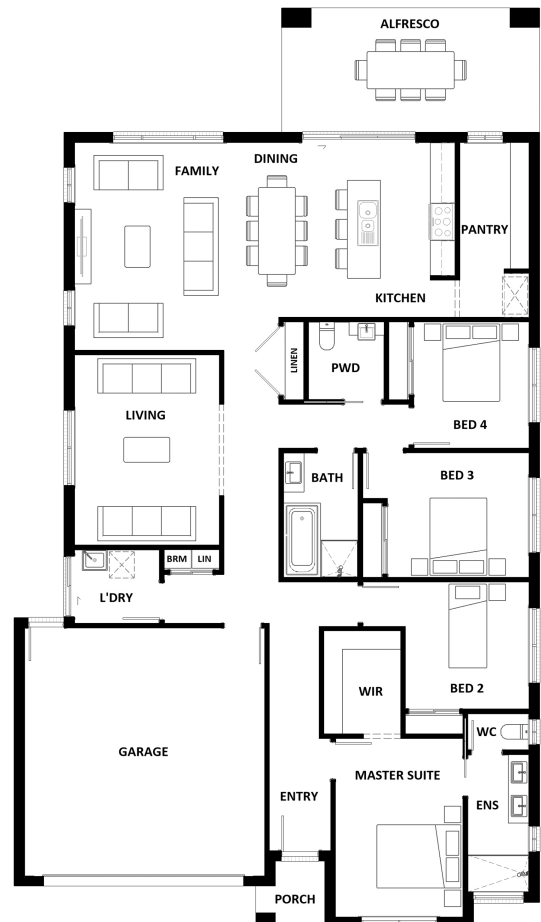 ALFRESCO
DINING
FAMILY
PANTRY
KITCHEN
LINEN
PWD
LIVING
BED 4
BATH
BED 3
BRM
LIN
L'DRY
WIR
BED 2
WC
GARAGE
MASTER SUITE
ENTRY
ENS
PORCH